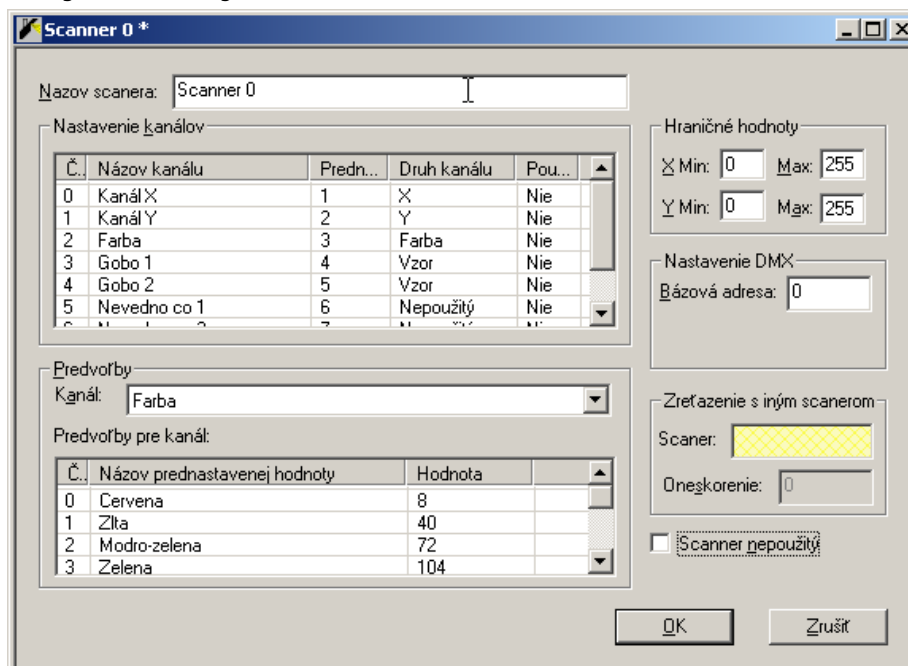 Scanner 0 *
Nazov scanera: Scanner 0
Nastavenie kanálov
Č.. Názov kanálu Predn... Druh kanálu Pou...
0 Kanál X 1 X Nie
1 Kanál Y 2 Y Nie
2 Farba 3 Farba Nie
3 Gobo 1 4 Vzor Nie
4 Gobo 2 5 Vzor Nie
5 Nevedno co 1 6 Nepoužitý Nie
Hraničné hodnoty
X Min: 0 Max: 255
Y Min: 0 Max: 255
Nastavenie DMX
Bázová adresa: 0
Predvoľby
Kanál: Farba
Predvoľby pre kanál:
Č.. Názov prednastavenej hodnoty Hodnota
0 Cervena 8
1 Zlta 40
2 Modro-zelena 72
3 Zelena 104
Zreťazenie s iným scanerom
Scaner:
Oneskorenie: 0
Scanner nepoužitý
OK Zrušiť